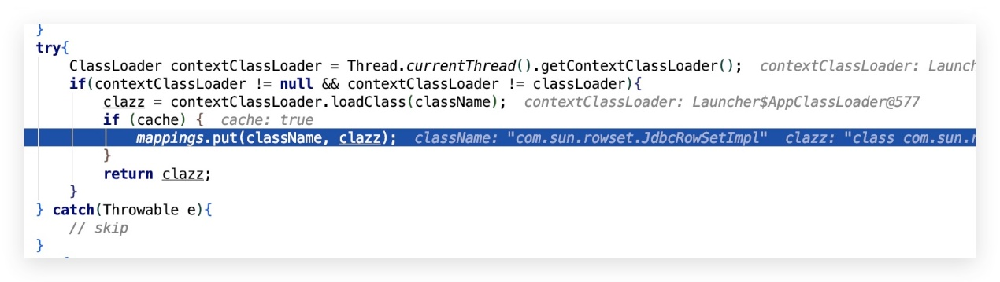 }
try{
ClassLoader contextClassLoader = Thread.currentThread().getContextClassLoader();  contextClassLoader: Launch
if(contextClassLoader != null && contextClassLoader != classLoader){
clazz = contextClassLoader.loadClass(className);  contextClassLoader: Launcher$AppClassLoader@577
if (cache) {  cache: true
mappings.put(className, clazz);  className: "com.sun.rowset.JdbcRowSetImpl"  clazz: "class com.sun.r
}
return clazz;
}
} catch(Throwable e){
// skip
}